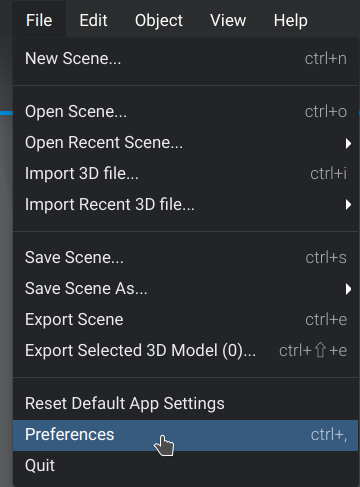 File Edit Object View Help
New Scene... ctrl+n
Open Scene... ctrl+o
Open Recent Scene...
Import 3D file... ctrl+i
Import Recent 3D file...
Save Scene... ctrl+s
Save Scene As...
Export Scene ctrl+e
Export Selected 3D Model (0)... ctrl+⇧+e
Reset Default App Settings
Preferences ctrl+,
Quit